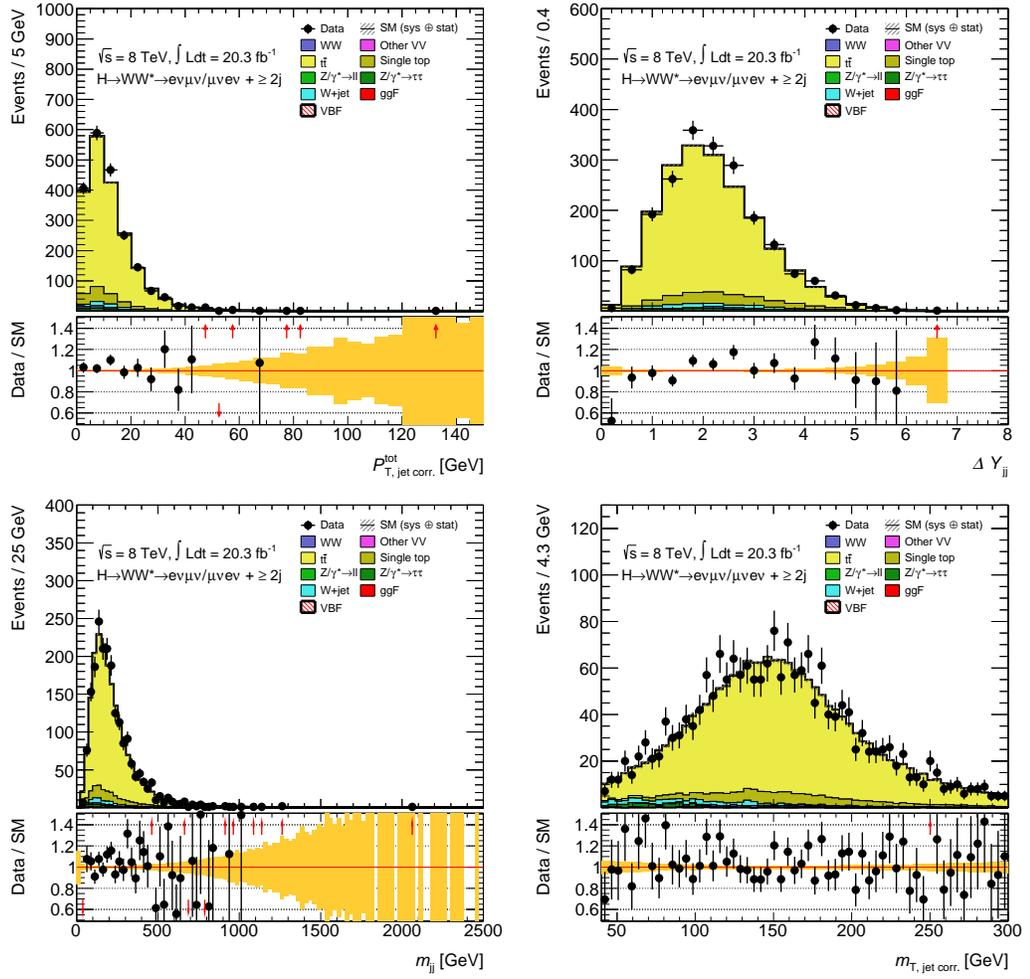 Events / 5 GeV
1000
900
800
700
600
500
400
300
200
100
√s = 8 TeV, ∫ Ldt = 20.3 fb⁻¹
H→WW*→eνμν/μνeν + ≥ 2j
Data SM (sys ⊕ stat)
WW Other VV
tt̄ Single top
Z/γ*→ll Z/γ*→ττ
W+jet ggF
VBF
Data / SM
1.4
1.2
1
0.8
0.6
0 20 40 60 80 100 120 140
P^tot_T, jet corr. [GeV]
Events / 0.4
600
500
400
300
200
100
√s = 8 TeV, ∫ Ldt = 20.3 fb⁻¹
H→WW*→eνμν/μνeν + ≥ 2j
Data SM (sys ⊕ stat)
WW Other VV
tt̄ Single top
Z/γ*→ll Z/γ*→ττ
W+jet ggF
VBF
Data / SM
1.4
1.2
1
0.8
0.6
0 1 2 3 4 5 6 7 8
Δ Y_jj
Events / 25 GeV
400
350
300
250
200
150
100
50
√s = 8 TeV, ∫ Ldt = 20.3 fb⁻¹
H→WW*→eνμν/μνeν + ≥ 2j
Data SM (sys ⊕ stat)
WW Other VV
tt̄ Single top
Z/γ*→ll Z/γ*→ττ
W+jet ggF
VBF
Data / SM
1.4
1.2
1
0.8
0.6
0 500 1000 1500 2000 2500
m_jj [GeV]
Events / 4.3 GeV
120
100
80
60
40
20
√s = 8 TeV, ∫ Ldt = 20.3 fb⁻¹
H→WW*→eνμν/μνeν + ≥ 2j
Data SM (sys ⊕ stat)
WW Other VV
tt̄ Single top
Z/γ*→ll Z/γ*→ττ
W+jet ggF
VBF
Data / SM
1.4
1.2
1
0.8
0.6
50 100 150 200 250 300
m_T, jet corr. [GeV]